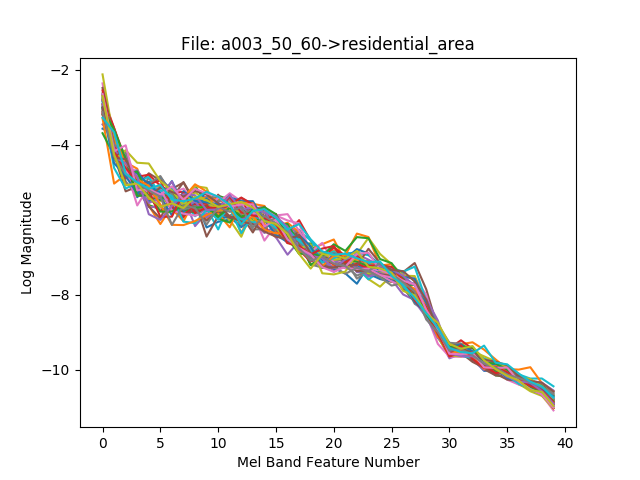 File: a003_50_60->residential_area
−2
−4
−6
−8
−10
Log Magnitude
0 5 10 15 20 25 30 35 40
Mel Band Feature Number